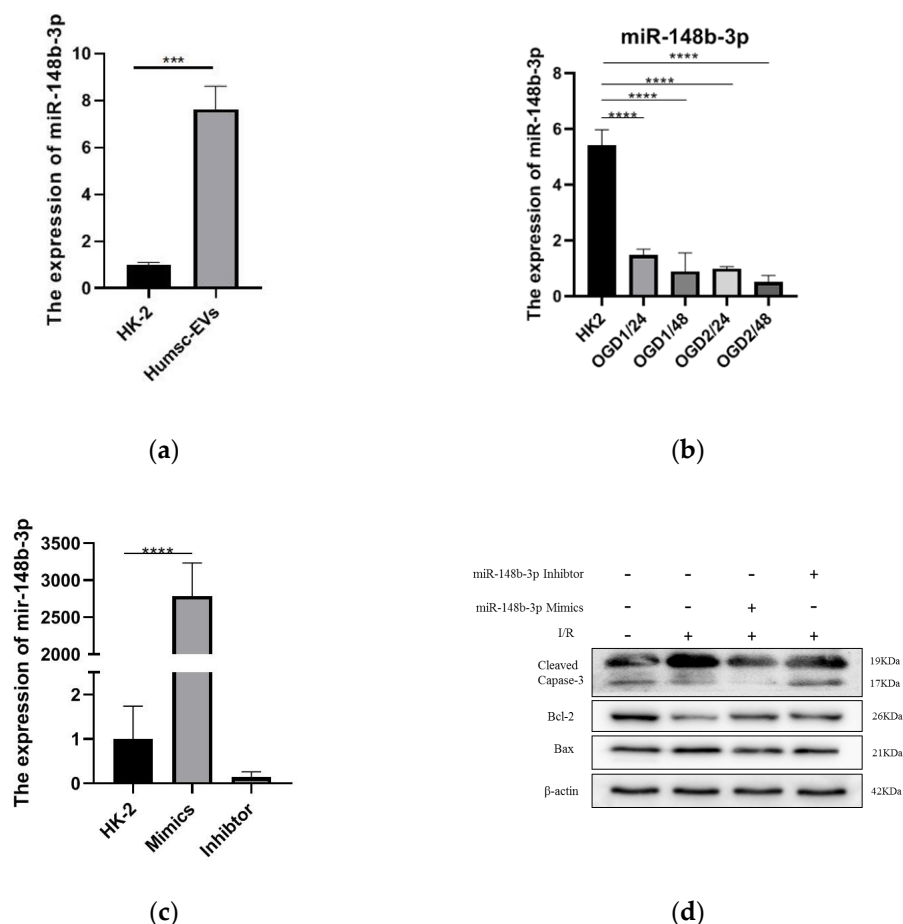 The expression of miR-148b-3p
10
8
6
4
2
0
***
HK-2
Humsc-EVs
(a)
miR-148b-3p
The expression of miR-148b-3p
8
6
4
2
0
****
****
****
****
HK2
OGD1/24
OGD1/48
OGD2/24
OGD2/48
(b)
The expression of mir-148b-3p
3500
3000
2500
2000
2
1
0
****
HK-2
Mimics
Inhibtor
(c)
miR-148b-3p Inhibtor - - - +
miR-148b-3p Mimics - - + -
I/R - + + +
Cleaved
Capase-3
19KDa
17KDa
Bcl-2 26KDa
Bax 21KDa
β-actin 42KDa
(d)